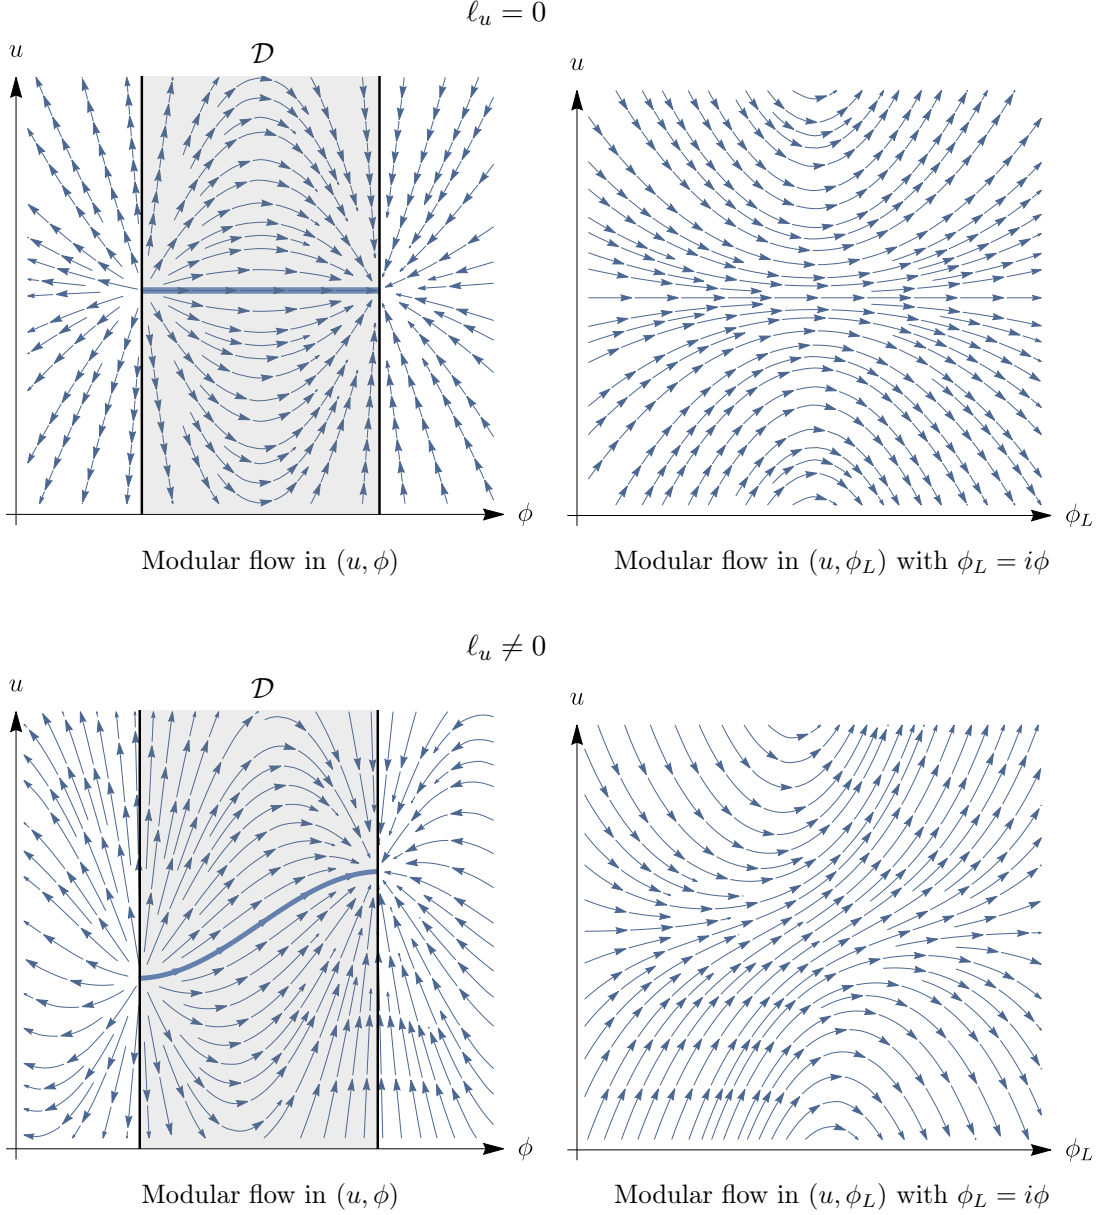 ℓ_u = 0
u
𝒟
u
ϕ
ϕ_L
Modular flow in (u, ϕ)
Modular flow in (u, ϕ_L) with ϕ_L = iϕ
ℓ_u ≠ 0
u
𝒟
u
ϕ
ϕ_L
Modular flow in (u, ϕ)
Modular flow in (u, ϕ_L) with ϕ_L = iϕ